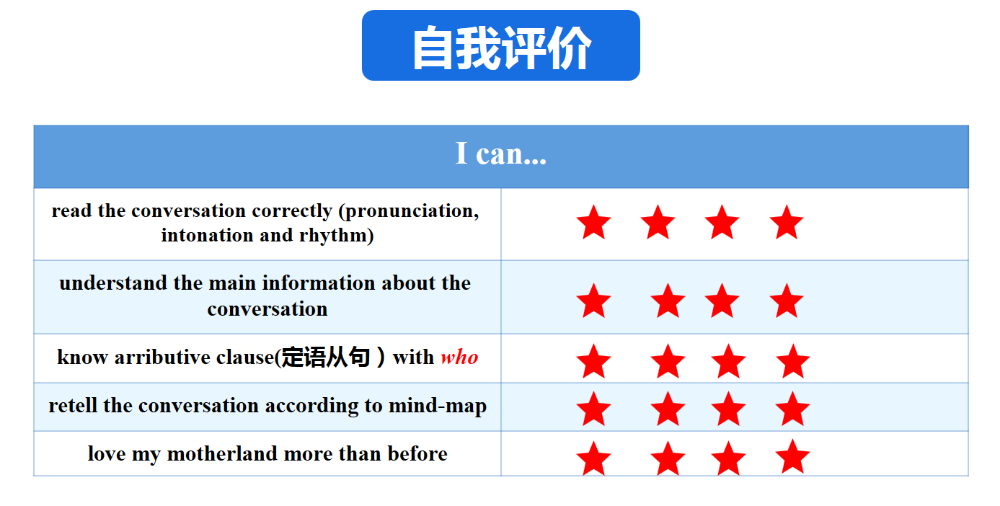 自我评价
I can...
read the conversation correctly (pronunciation,
intonation and rhythm)
understand the main information about the
conversation
know arributive clause(定语从句）with who
retell the conversation according to mind-map
love my motherland more than before